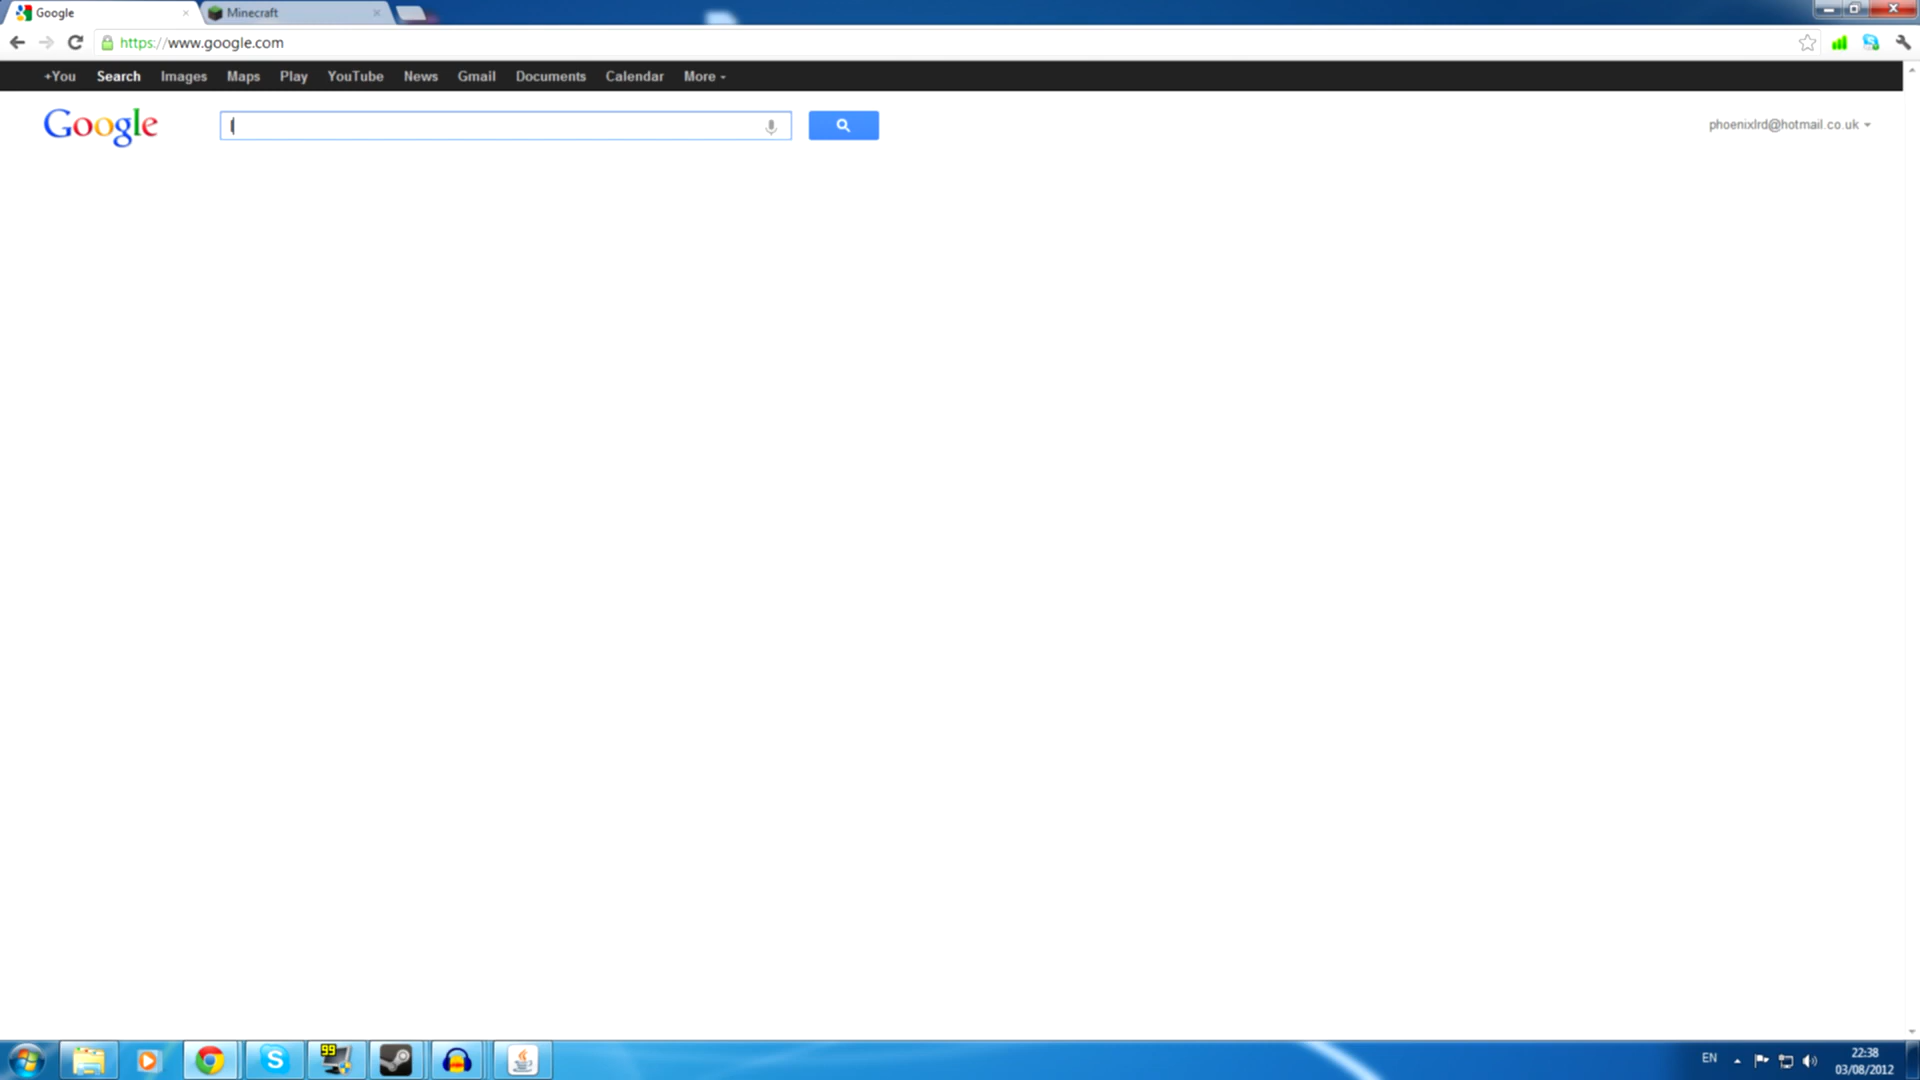 Google
Minecraft
https://www.google.com
+You Search Images Maps Play YouTube News Gmail Documents Calendar More
Google
phoenixlrd@hotmail.co.uk
99
EN
22:38
03/08/2012